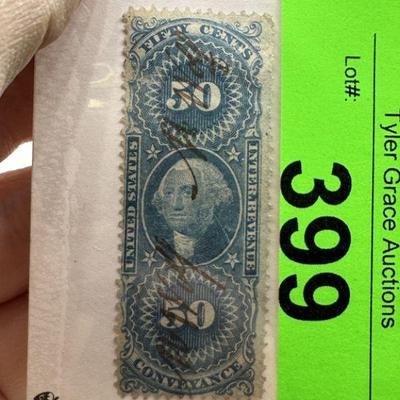 FIFTY CENTS
50
UNITED STATES
INTER. REVENUE
50
CONVEYANCE
Tyler Grace Auctions
Lot#:
399